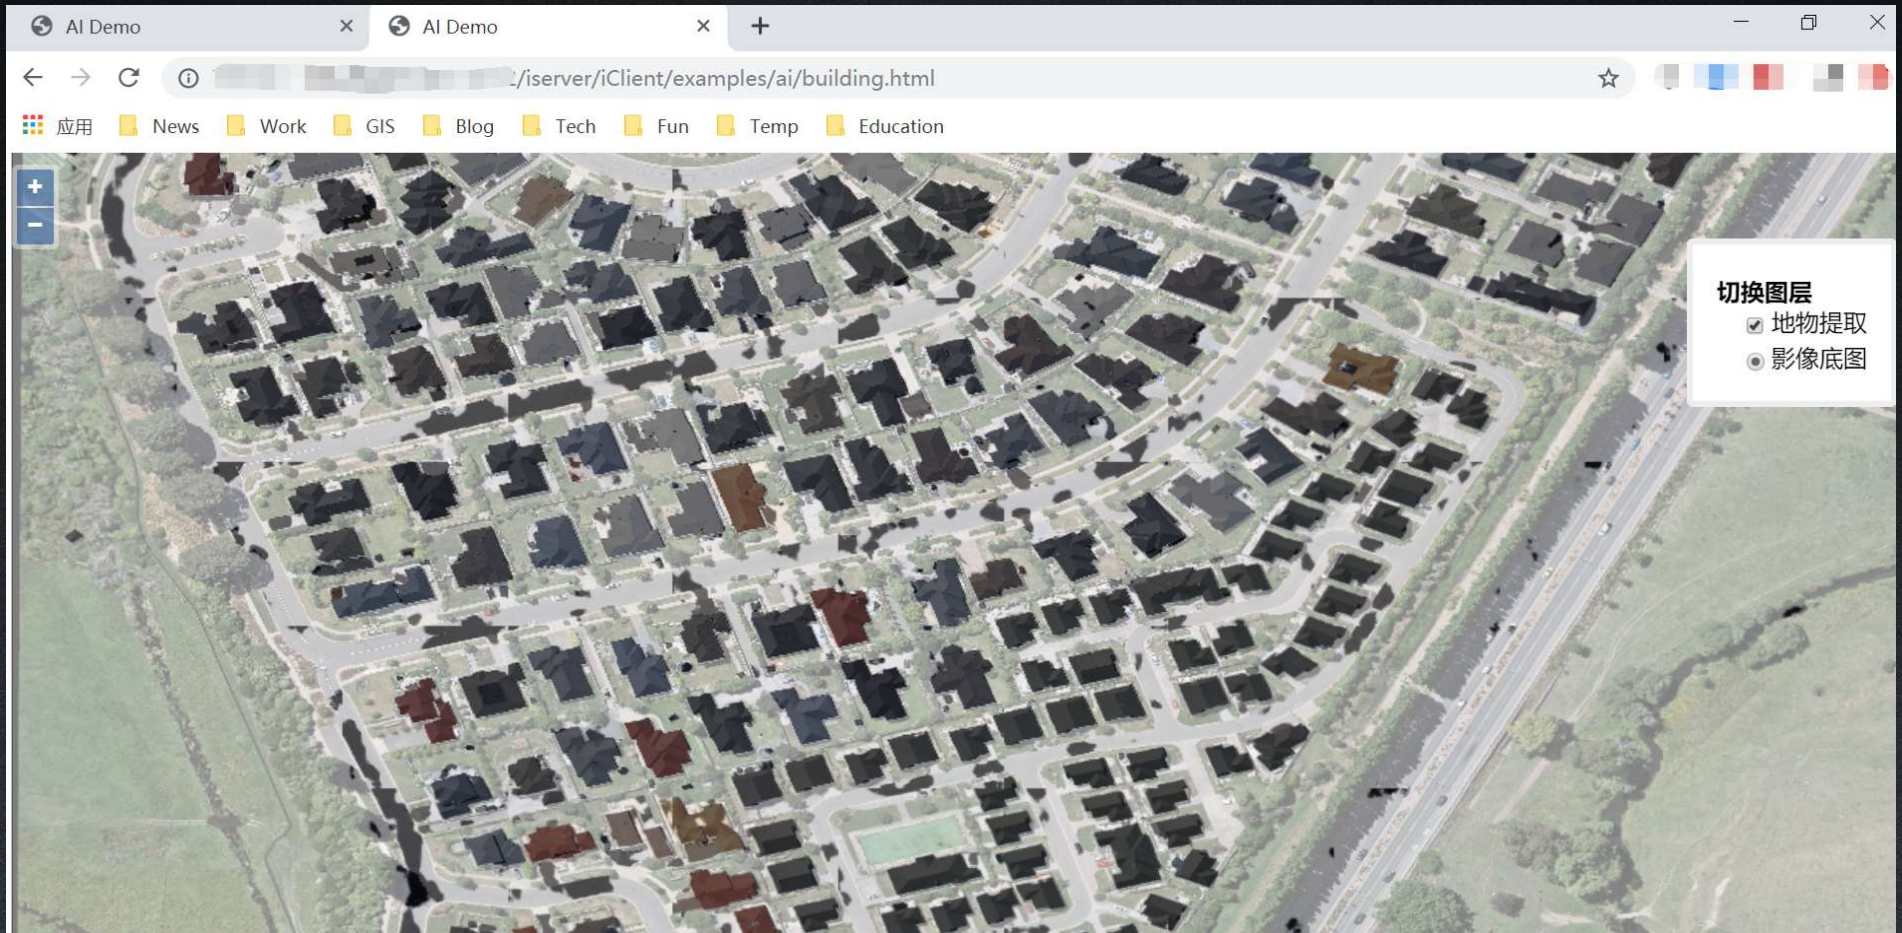 AI Demo
AI Demo
/iserver/iClient/examples/ai/building.html
应用 News Work GIS Blog Tech Fun Temp Education
+
−
切换图层
地物提取
影像底图